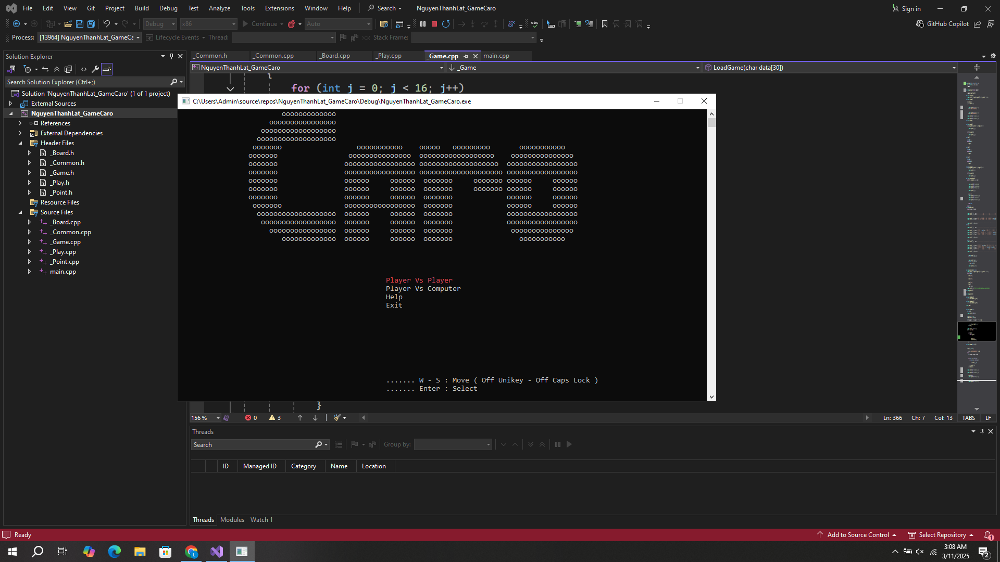 File Edit View Git Project Build Debug Test Analyze Tools Extensions Window Help Search NguyenThanhLat_GameCaro Sign in
Debug x86 Continue Auto GitHub Copilot
Process: [13964] NguyenThanhLat_GameCa Lifecycle Events Thread: Stack Frame:
Solution Explorer
_Common.h _Common.cpp _Board.cpp _Play.cpp _Game.cpp main.cpp
NguyenThanhLat_GameCaro _Game LoadGame(char data[30])
Search Solution Explorer (Ctrl+;)
Solution 'NguyenThanhLat_GameCaro' (1 of 1 project)
External Sources
NguyenThanhLat_GameCaro
References
External Dependencies
Header Files
_Board.h
_Common.h
_Game.h
_Play.h
_Point.h
Resource Files
Source Files
_Board.cpp
_Common.cpp
_Game.cpp
_Play.cpp
_Point.cpp
main.cpp
{
for (int j = 0; j < 16; j++)
C:\Users\Admin\source\repos\NguyenThanhLat_GameCaro\Debug\NguyenThanhLat_GameCaro.exe
Caro
Player Vs Player
Player Vs Computer
Help
Exit
....... W - S : Move ( Off Unikey - Off Caps Lock )
....... Enter : Select
}
156 % 0 3 Ln: 366 Ch: 7 Col: 13 TABS LF
Threads
Search Group by:
ID Managed ID Category Name Location
Threads Modules Watch 1
Ready Add to Source Control Select Repository 1
3:08 AM
3/11/2025
2